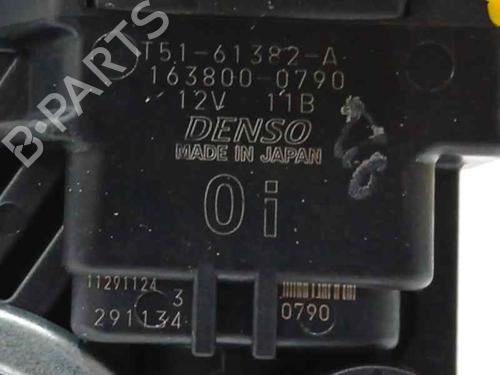 T51-61382-A
163800-0790
12V 11B
DENSO
MADE IN JAPAN
0i
11291124
3
291134
0790
B-PARTS